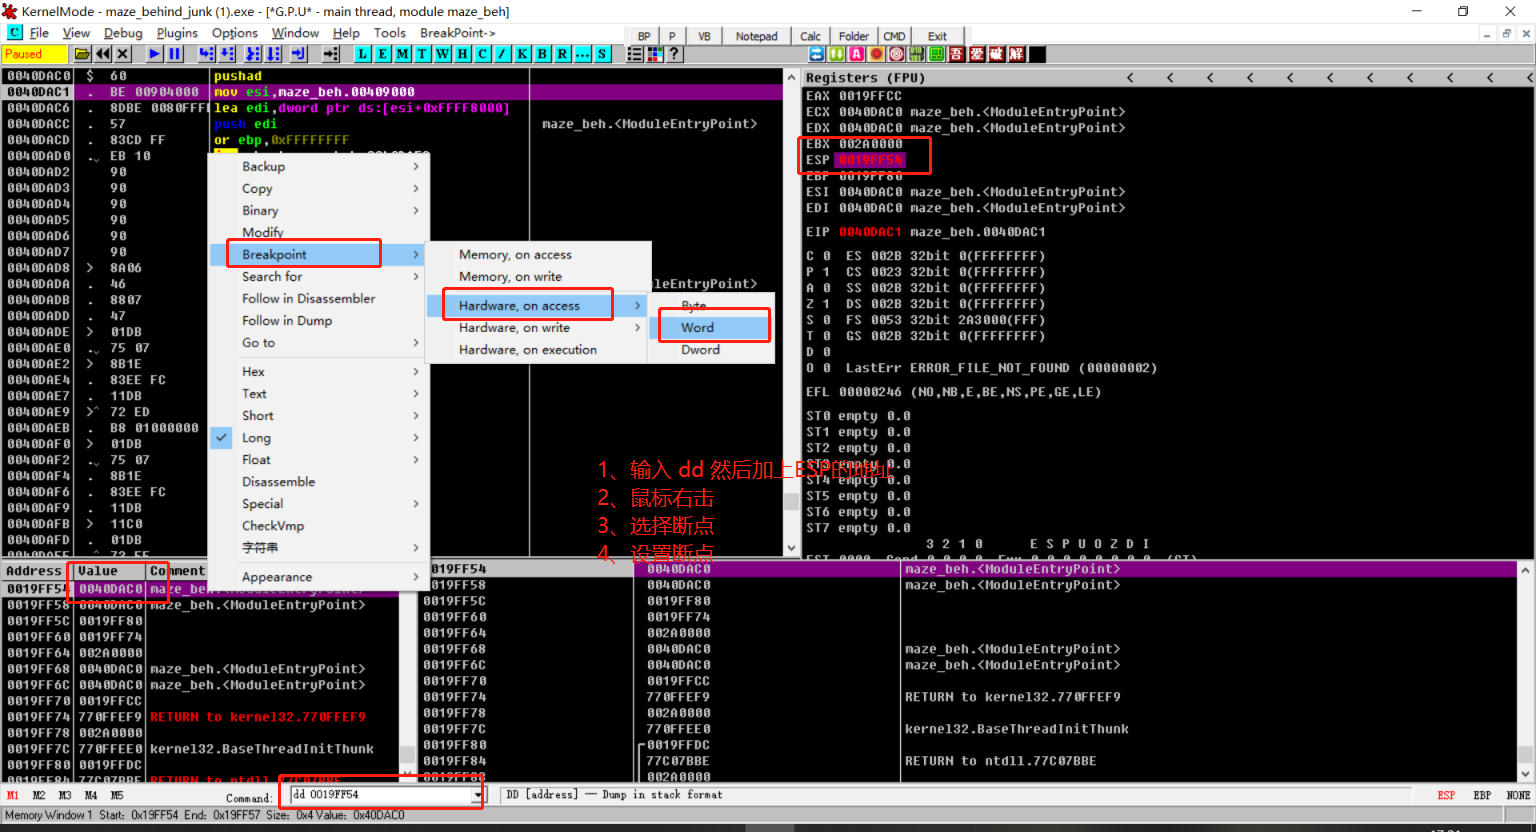 KernelMode - maze_behind_junk (1).exe - [*G.P.U* - main thread, module maze_beh]
C File View Debug Plugins Options Window Help Tools BreakPoint->
BP P VB Notepad Calc Folder CMD Exit
Paused L E M T W H C / K B R ... S ?
0040DAC0 $ 60 pushad
0040DAC1 . BE 00904000 mov esi,maze_beh.00409000
0040DAC6 . 8DBE 0080FFF lea edi,dword ptr ds:[esi+0xFFFF8000]
0040DACC . 57 push edi maze_beh.<ModuleEntryPoint>
0040DACD . 83CD FF or ebp,0xFFFFFFFF
0040DAD0 . EB 10
0040DAD2 90
0040DAD3 90
0040DAD4 90
0040DAD5 90
0040DAD6 90
0040DAD7 90
0040DAD8 > 8A06
0040DADA . 46
0040DADB . 8807
0040DADD . 47
0040DADE > 01DB
0040DAE0 . 75 07
0040DAE2 > 8B1E
0040DAE4 . 83EE FC
0040DAE7 . 11DB
0040DAE9 >^ 72 ED
0040DAEB . B8 01000000
0040DAF0 > 01DB
0040DAF2 . 75 07
0040DAF4 . 8B1E
0040DAF6 . 83EE FC
0040DAF9 . 11DB
0040DAFB > 11C0
0040DAFD . 01DB
Backup
Copy
Binary
Modify
Breakpoint
Search for
Follow in Disassembler
Follow in Dump
Go to
Hex
Text
Short
Long
Float
Disassemble
Special
CheckVmp
字符串
Appearance
Memory, on access
Memory, on write
Hardware, on access
Hardware, on write
Hardware, on execution
Byte
Word
Dword
Registers (FPU) < < < < < < < < < <
EAX 0019FFCC
ECX 0040DAC0 maze_beh.<ModuleEntryPoint>
EDX 0040DAC0 maze_beh.<ModuleEntryPoint>
EBX 002A0000
ESP 0019FF54
EBP 0019FF80
ESI 0040DAC0 maze_beh.<ModuleEntryPoint>
EDI 0040DAC0 maze_beh.<ModuleEntryPoint>
EIP 0040DAC1 maze_beh.0040DAC1
C 0 ES 002B 32bit 0(FFFFFFFF)
P 1 CS 0023 32bit 0(FFFFFFFF)
A 0 SS 002B 32bit 0(FFFFFFFF)
Z 1 DS 002B 32bit 0(FFFFFFFF)
S 0 FS 0053 32bit 2A3000(FFF)
T 0 GS 002B 32bit 0(FFFFFFFF)
D 0
O 0 LastErr ERROR_FILE_NOT_FOUND (00000002)
EFL 00000246 (NO,NB,E,BE,NS,PE,GE,LE)
ST0 empty 0.0
ST1 empty 0.0
ST2 empty 0.0
ST3 empty 0.0
ST4 empty 0.0
ST5 empty 0.0
ST6 empty 0.0
ST7 empty 0.0
3 2 1 0 E S P U O Z D I
1、输入 dd 然后加上ESP的地址
2、鼠标右击
3、选择断点
4、设置断点
Address Value Comment
0019FF54 0040DAC0 maze_beh.<ModuleEntryPoint>
0019FF58 0040DAC0 maze_beh.<ModuleEntryPoint>
0019FF5C 0019FF80
0019FF60 0019FF74
0019FF64 002A0000
0019FF68 0040DAC0 maze_beh.<ModuleEntryPoint>
0019FF6C 0040DAC0 maze_beh.<ModuleEntryPoint>
0019FF70 0019FFCC
0019FF74 770FFEF9 RETURN to kernel32.770FFEF9
0019FF78 002A0000
0019FF7C 770FFEE0 kernel32.BaseThreadInitThunk
0019FF80 0019FFDC
0019FF84 77C07BBE RETURN to ntdll.77C07BBE
0019FF54 0040DAC0 maze_beh.<ModuleEntryPoint>
0019FF58 0040DAC0 maze_beh.<ModuleEntryPoint>
0019FF5C 0019FF80
0019FF60 0019FF74
0019FF64 002A0000
0019FF68 0040DAC0 maze_beh.<ModuleEntryPoint>
0019FF6C 0040DAC0 maze_beh.<ModuleEntryPoint>
0019FF70 0019FFCC
0019FF74 770FFEF9 RETURN to kernel32.770FFEF9
0019FF78 002A0000
0019FF7C 770FFEE0 kernel32.BaseThreadInitThunk
0019FF80 0019FFDC
0019FF84 77C07BBE RETURN to ntdll.77C07BBE
0019FF88 002A0000
M1 M2 M3 M4 M5 Command: dd 0019FF54 DD [address] — Dump in stack format ESP EBP NONE
Memory Window 1 Start: 0x19FF54 End: 0x19FF57 Size: 0x4 Value: 0x40DAC0